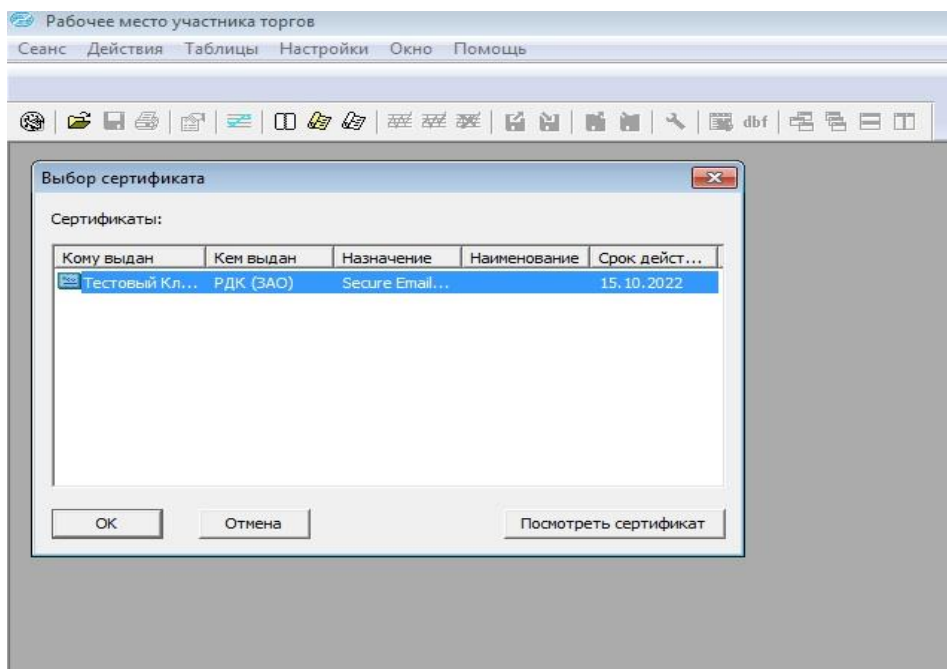 Рабочее место участника торгов
Сеанс Действия Таблицы Настройки Окно Помощь
dbf
Выбор сертификата
Сертификаты:
Кому выдан Кем выдан Назначение Наименование Срок дейст...
Тестовый Кл... РДК (ЗАО) Secure Email... 15.10.2022
OK Отмена Посмотреть сертификат